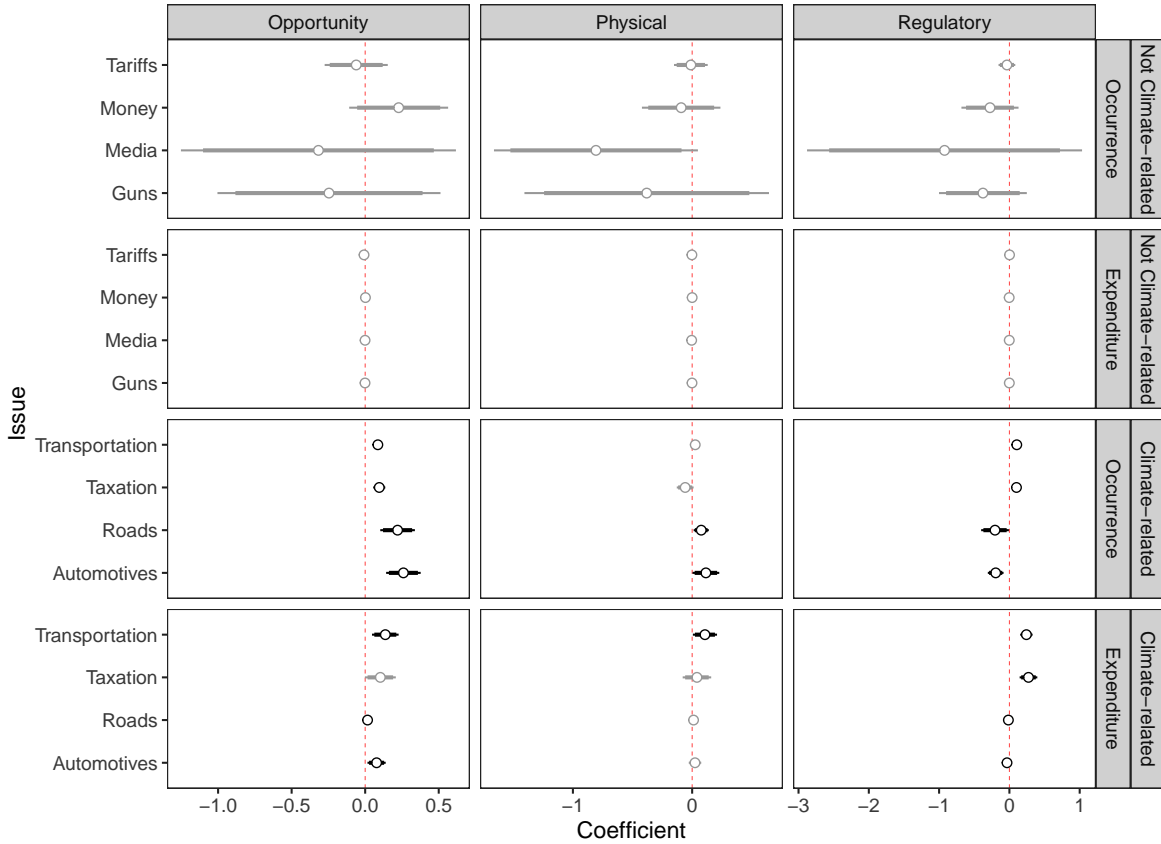 Opportunity Physical Regulatory
Tariffs
Money
Media
Guns
Occurrence
Not Climate−related
Tariffs
Money
Media
Guns
Expenditure
Not Climate−related
Issue
Transportation
Taxation
Roads
Automotives
Occurrence
Climate−related
Transportation
Taxation
Roads
Automotives
Expenditure
Climate−related
−1.0 −0.5 0.0 0.5 −1 0 −3 −2 −1 0 1
Coefficient